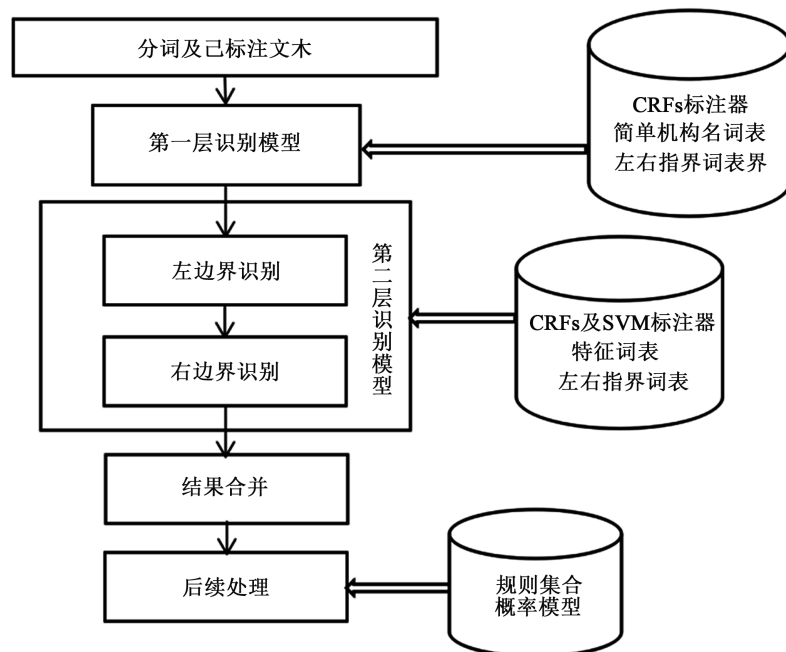 分词及己标注文木
CRFs标注器
简单机构名词表
左右指界词表界
第一层识别模型
第二层识别模型
左边界识别
右边界识别
CRFs及SVM标注器
特征词表
左右指界词表
结果合并
后续处理
规则集合
概率模型